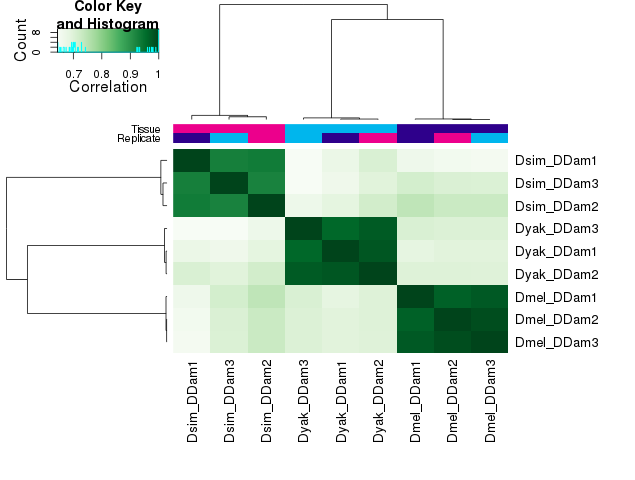 Color Key
and Histogram
Count
0
8
0.7 0.8 0.9 1
Correlation
Tissue
Replicate
Dsim_DDam1
Dsim_DDam3
Dsim_DDam2
Dyak_DDam3
Dyak_DDam1
Dyak_DDam2
Dmel_DDam1
Dmel_DDam2
Dmel_DDam3
Dsim_DDam1
Dsim_DDam3
Dsim_DDam2
Dyak_DDam3
Dyak_DDam1
Dyak_DDam2
Dmel_DDam1
Dmel_DDam2
Dmel_DDam3